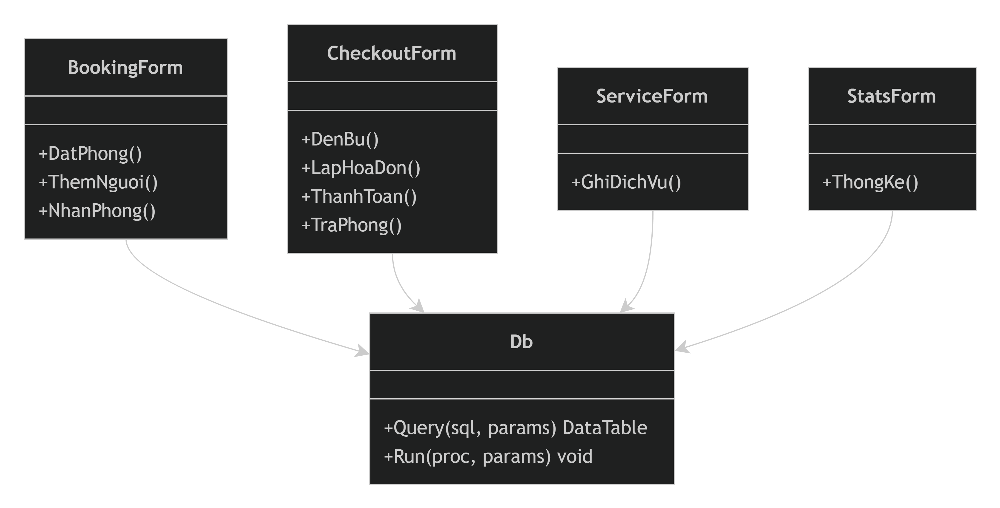 BookingForm
+DatPhong()
+ThemNguoi()
+NhanPhong()
CheckoutForm
+DenBu()
+LapHoaDon()
+ThanhToan()
+TraPhong()
ServiceForm
+GhiDichVu()
StatsForm
+ThongKe()
Db
+Query(sql, params) DataTable
+Run(proc, params) void